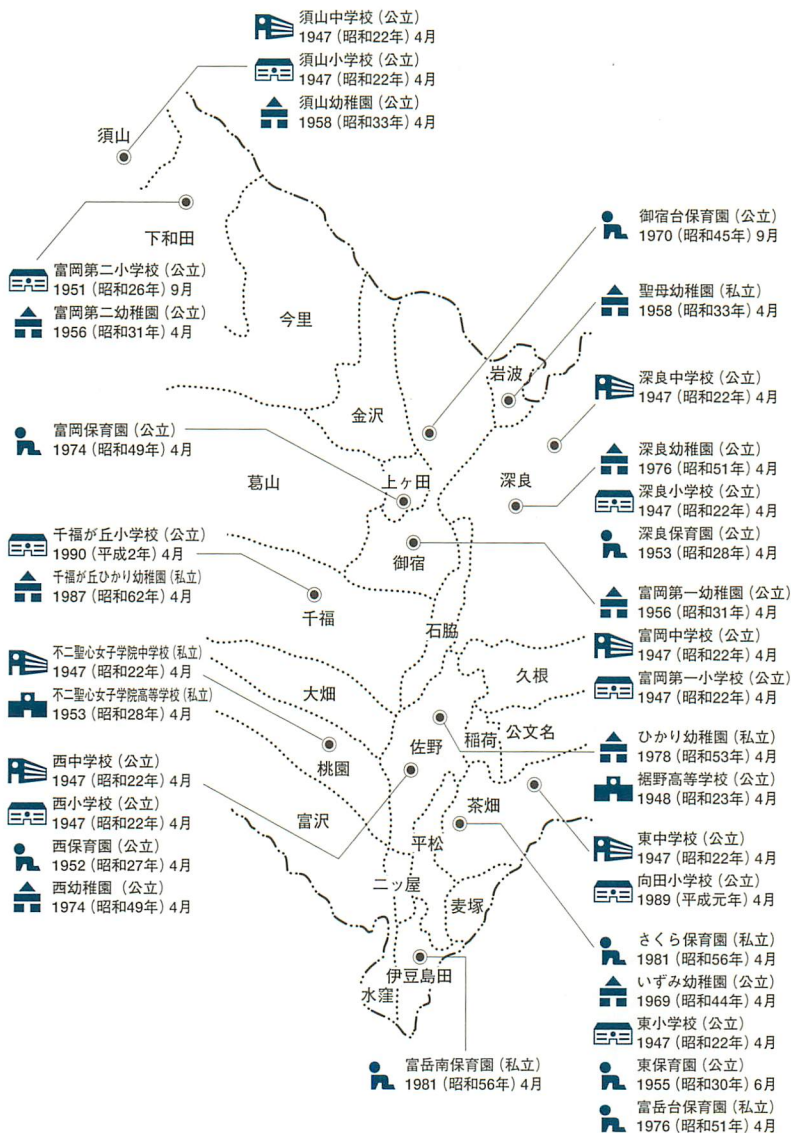 須山中学校（公立）
1947（昭和22年）4月
須山小学校（公立）
1947（昭和22年）4月
須山幼稚園（公立）
1958（昭和33年）4月
須山
下和田
富岡第二小学校（公立）
1951（昭和26年）9月
富岡第二幼稚園（公立）
1956（昭和31年）4月
今里
御宿台保育園（公立）
1970（昭和45年）9月
聖母幼稚園（私立）
1958（昭和33年）4月
岩波
深良中学校（公立）
1947（昭和22年）4月
金沢
富岡保育園（公立）
1974（昭和49年）4月
葛山
上ヶ田
深良
深良幼稚園（公立）
1976（昭和51年）4月
深良小学校（公立）
1947（昭和22年）4月
深良保育園（公立）
1953（昭和28年）4月
千福が丘小学校（公立）
1990（平成2年）4月
千福が丘ひかり幼稚園（私立）
1987（昭和62年）4月
御宿
千福
石脇
富岡第一幼稚園（公立）
1956（昭和31年）4月
富岡中学校（公立）
1947（昭和22年）4月
富岡第一小学校（公立）
1947（昭和22年）4月
不二聖心女子学院中学校（私立）
1947（昭和22年）4月
不二聖心女子学院高等学校（私立）
1953（昭和28年）4月
大畑
久根
公文名
稲荷
佐野
桃園
ひかり幼稚園（私立）
1978（昭和53年）4月
裾野高等学校（公立）
1948（昭和23年）4月
西中学校（公立）
1947（昭和22年）4月
西小学校（公立）
1947（昭和22年）4月
西保育園（公立）
1952（昭和27年）4月
西幼稚園（公立）
1974（昭和49年）4月
富沢
茶畑
平松
二ッ屋
麦塚
東中学校（公立）
1947（昭和22年）4月
向田小学校（公立）
1989（平成元年）4月
伊豆島田
水窪
さくら保育園（私立）
1981（昭和56年）4月
いずみ幼稚園（公立）
1969（昭和44年）4月
東小学校（公立）
1947（昭和22年）4月
東保育園（公立）
1955（昭和30年）6月
富岳台保育園（私立）
1976（昭和51年）4月
富岳南保育園（私立）
1981（昭和56年）4月